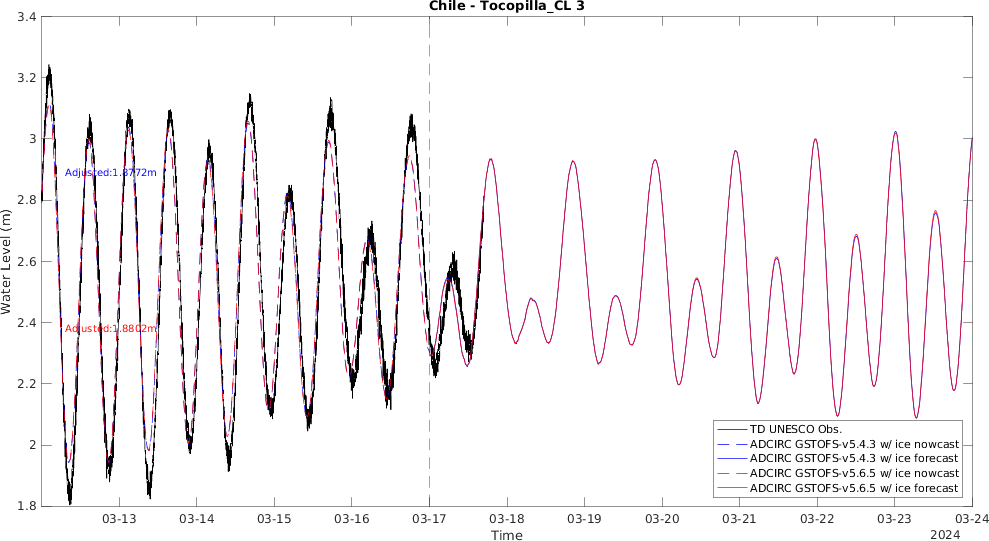 Chile - Tocopilla_CL 3
3.4
3.2
3
2.8
2.6
2.4
2.2
2
1.8
Water Level (m)
Adjusted:1.8772m
Adjusted:1.8802m
TD UNESCO Obs.
ADCIRC GSTOFS-v5.4.3 w/ ice nowcast
ADCIRC GSTOFS-v5.4.3 w/ ice forecast
ADCIRC GSTOFS-v5.6.5 w/ ice nowcast
ADCIRC GSTOFS-v5.6.5 w/ ice forecast
03-13 03-14 03-15 03-16 03-17 03-18 03-19 03-20 03-21 03-22 03-23 03-24
Time
2024